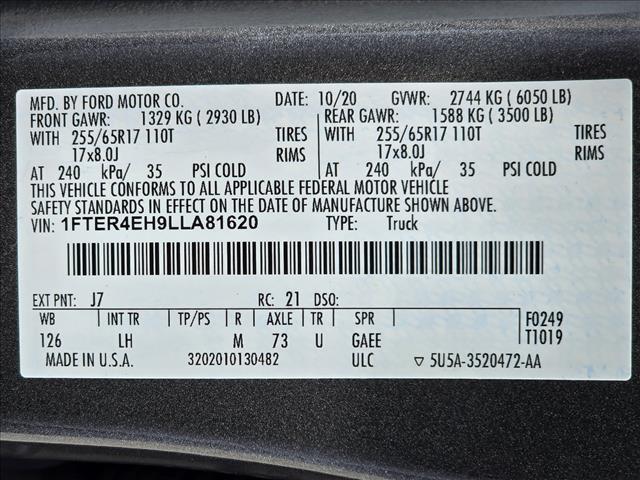 MFD. BY FORD MOTOR CO. DATE: 10/20 GVWR: 2744 KG ( 6050 LB)
FRONT GAWR: 1329 KG ( 2930 LB) REAR GAWR: 1588 KG ( 3500 LB)
WITH 255/65R17 110T TIRES WITH 255/65R17 110T TIRES
17x8.0J RIMS 17x8.0J RIMS
AT 240 kPa/ 35 PSI COLD AT 240 kPa/ 35 PSI COLD
THIS VEHICLE CONFORMS TO ALL APPLICABLE FEDERAL MOTOR VEHICLE
SAFETY STANDARDS IN EFFECT ON THE DATE OF MANUFACTURE SHOWN ABOVE.
VIN: 1FTER4EH9LLA81620 TYPE: Truck
EXT PNT: J7 RC: 21 DSO:
WB INT TR TP/PS R AXLE TR SPR F0249
126 LH M 73 U GAEE T1019
MADE IN U.S.A. 3202010130482 ULC ▽ 5U5A-3520472-AA